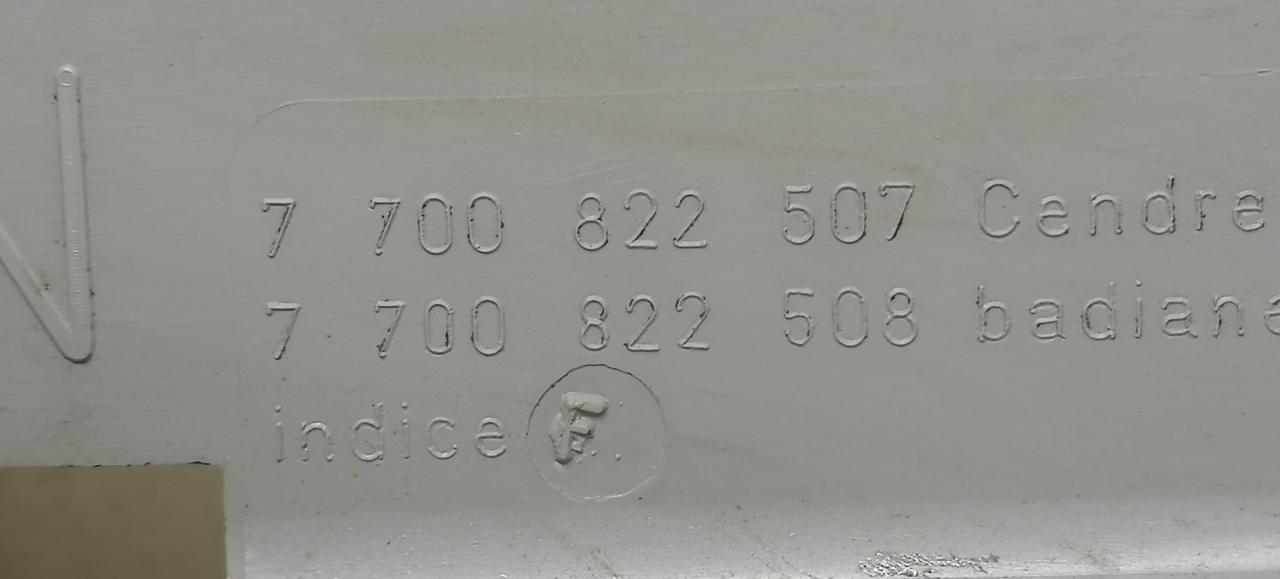 7 700 822 507 Cendre
7 700 822 508 badiane
indice F